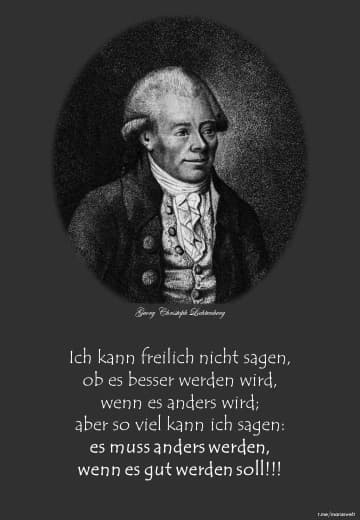 Georg Christoph Lichtenberg
Ich kann freilich nicht sagen,
ob es besser werden wird,
wenn es anders wird;
aber so viel kann ich sagen:
es muss anders werden,
wenn es gut werden soll!!!